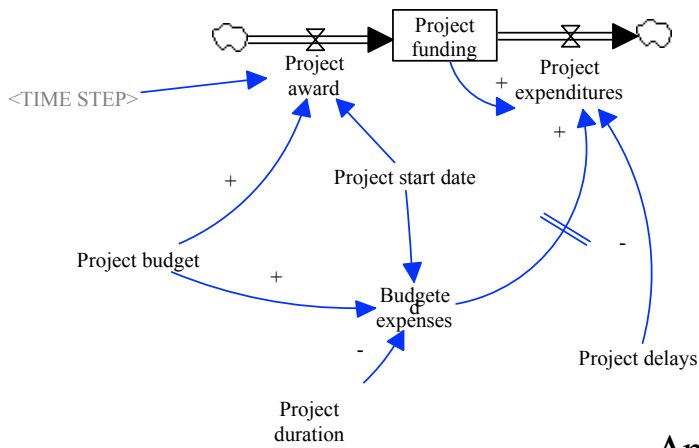 Project
funding
Project
award
Project
expenditures
+
<TIME STEP>
+
+
Project start date
-
Project budget
+
Budgete
d
expenses
-
Project delays
Project
duration